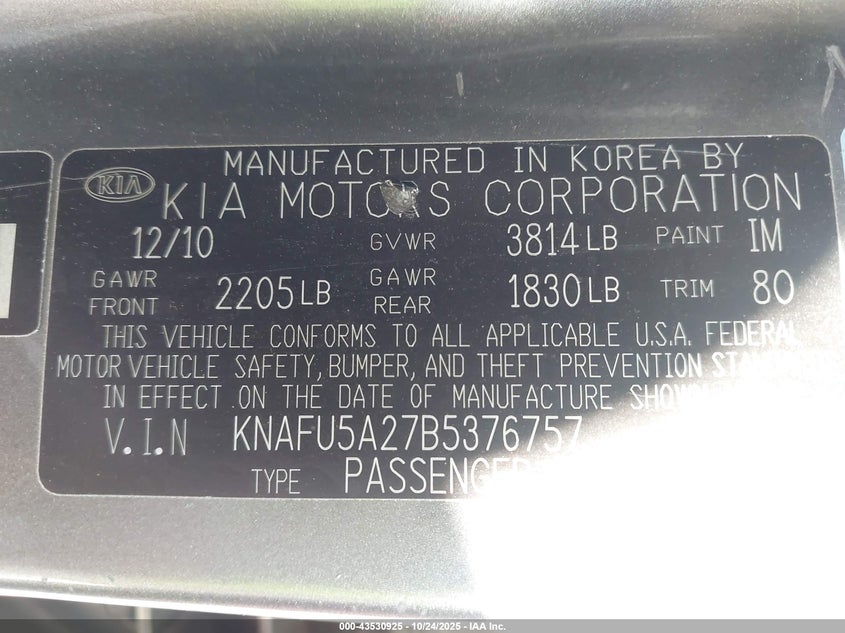 MANUFACTURED IN KOREA BY
KIA KIA MOTORS CORPORATION
12/10 GVWR 3814 LB PAINT IM
GAWR FRONT 2205 LB GAWR REAR 1830 LB TRIM 80
THIS VEHICLE CONFORMS TO ALL APPLICABLE U.S.A. FEDERAL
MOTOR VEHICLE SAFETY, BUMPER, AND THEFT PREVENTION
IN EFFECT ON THE DATE OF MANUFACTURE
V.I.N KNAFU5A27B5376757
TYPE PASSENGER
000-43530925 - 10/24/2025 - IAA Inc.